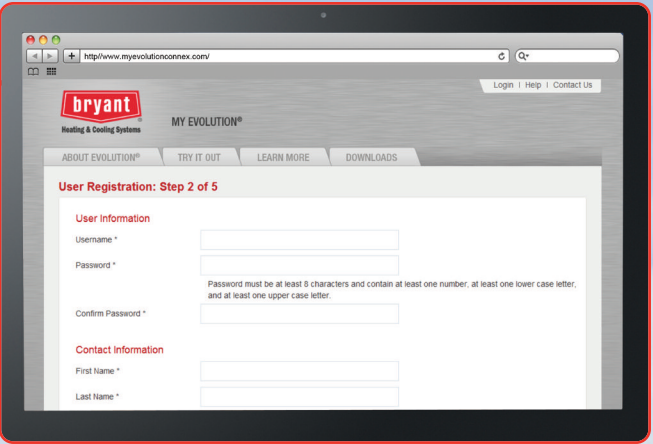 http//www.myevolutionconnex.com/
Login | Help | Contact Us
bryant
Heating & Cooling Systems
MY EVOLUTION®
ABOUT EVOLUTION® TRY IT OUT LEARN MORE DOWNLOADS
User Registration: Step 2 of 5
User Information
Username *
Password *
Password must be at least 8 characters and contain at least one number, at least one lower case letter,
and at least one upper case letter.
Confirm Password *
Contact Information
First Name *
Last Name *